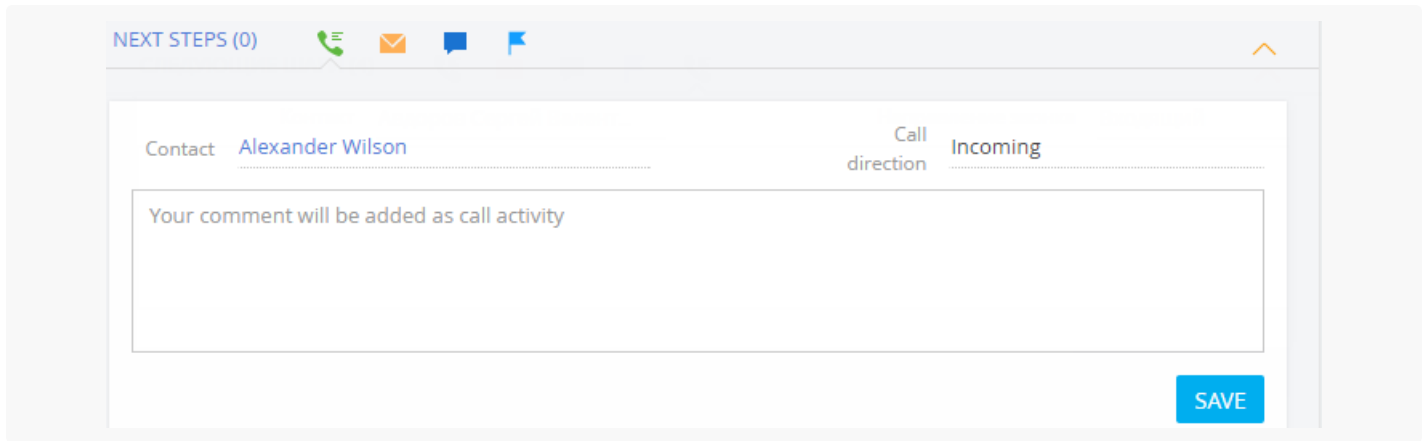 NEXT STEPS (0)
Contact Alexander Wilson
Call direction Incoming
Your comment will be added as call activity
SAVE